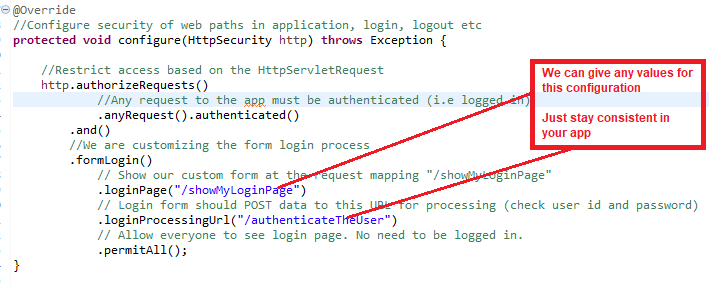 @Override
//Configure security of web paths in application, login, logout etc
protected void configure(HttpSecurity http) throws Exception {
//Restrict access based on the HttpServletRequest
http.authorizeRequests()
//Any request to the app must be authenticated (i.e logged in)
.anyRequest().authenticated()
.and()
//We are customizing the form login process
.formLogin()
// Show our custom form at the request mapping "/showMyLoginPage"
.loginPage("/showMyLoginPage")
// Login form should POST data to this URL for processing (check user id and password)
.loginProcessingUrl("/authenticateTheUser")
// Allow everyone to see login page. No need to be logged in.
.permitAll();
}
We can give any values for
this configuration
Just stay consistent in
your app